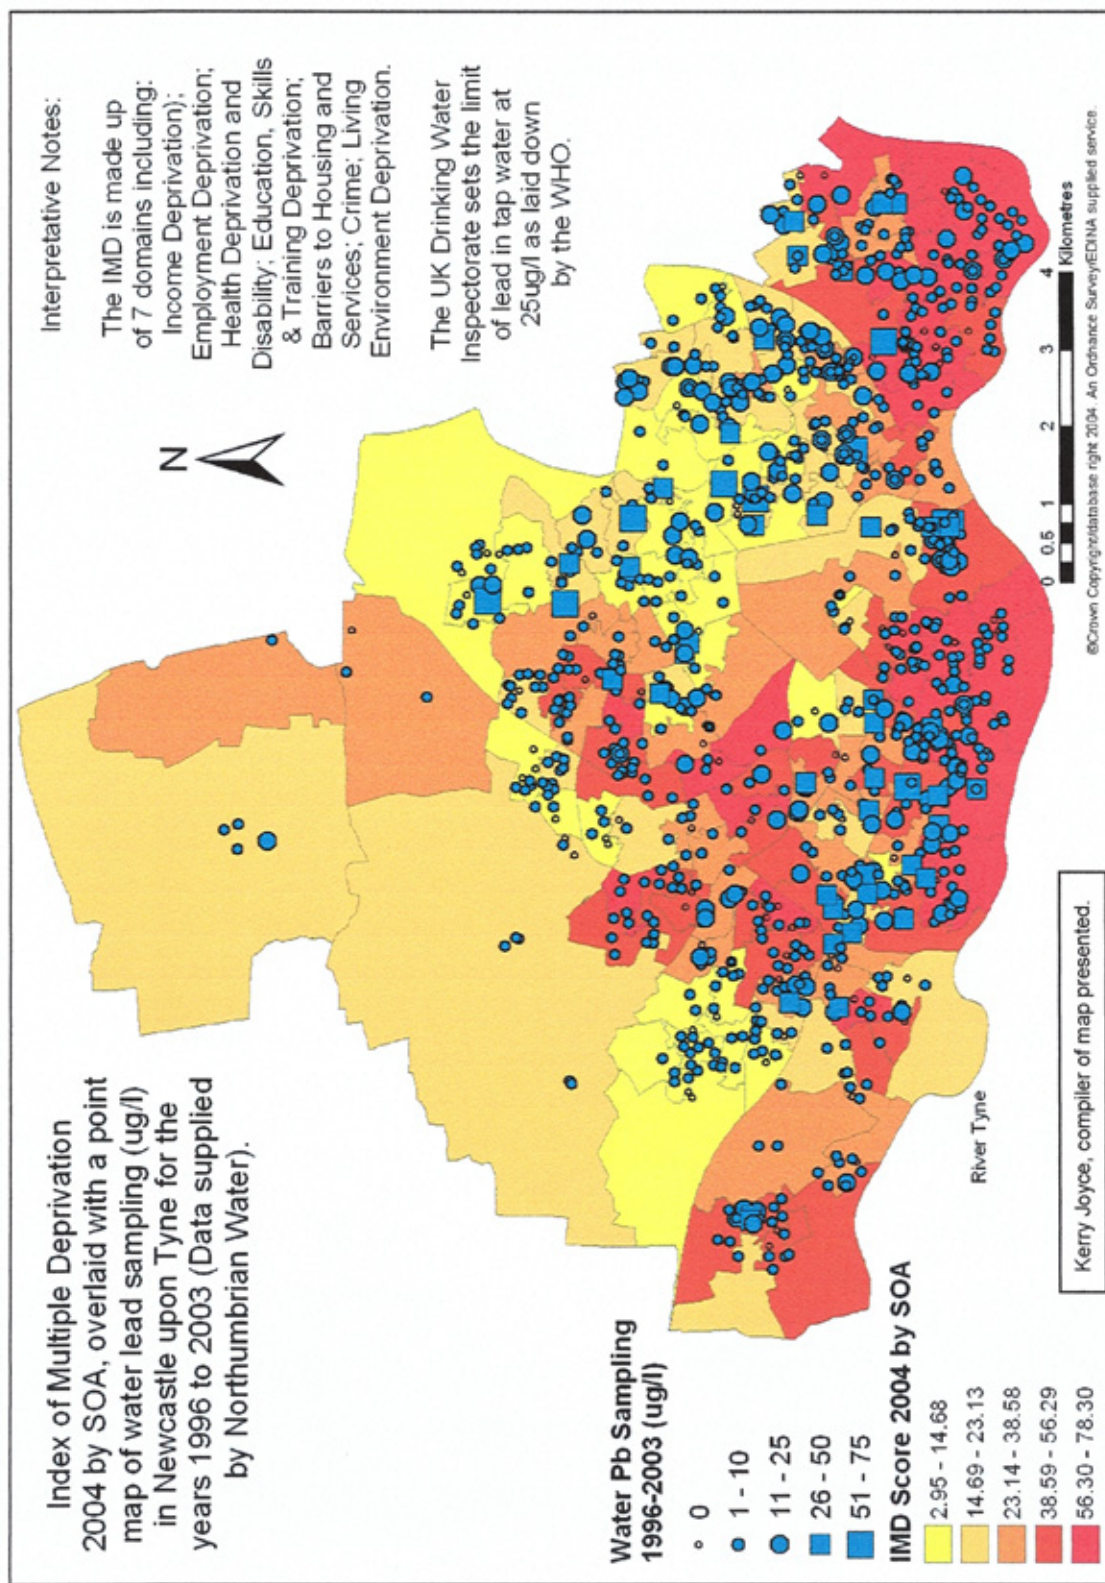 Index of Multiple Deprivation
2004 by SOA, overlaid with a point
map of water lead sampling (ug/l)
in Newcastle upon Tyne for the
years 1996 to 2003 (Data supplied
by Northumbrian Water).
N
Interpretative Notes:
The IMD is made up
of 7 domains including:
Income Deprivation);
Employment Deprivation;
Health Deprivation and
Disability; Education, Skills
& Training Deprivation;
Barriers to Housing and
Services; Crime; Living
Environment Deprivation.
The UK Drinking Water
Inspectorate sets the limit
of lead in tap water at
25ug/l as laid down
by the WHO.
Water Pb Sampling
1996-2003 (ug/l)
0
1 - 10
11 - 25
26 - 50
51 - 75
IMD Score 2004 by SOA
2.95 - 14.68
14.69 - 23.13
23.14 - 38.58
38.59 - 56.29
56.30 - 78.30
River Tyne
Kerry Joyce, compiler of map presented.
0 0.5 1 2 3 4
Kilometres
©Crown Copyright/database right 2004. An Ordnance Survey/EDINA supplied service.